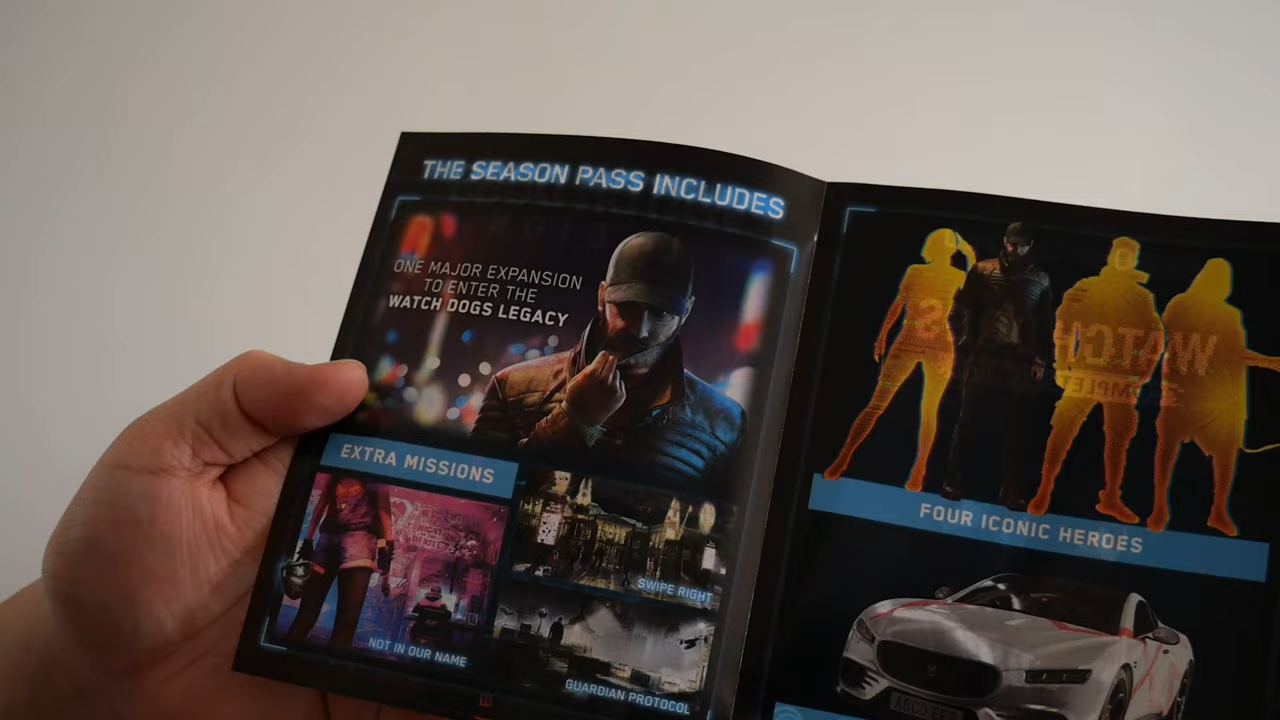 THE SEASON PASS INCLUDES
ONE MAJOR EXPANSION
TO ENTER THE
WATCH DOGS LEGACY
EXTRA MISSIONS
NOT IN OUR NAME
SWIPE RIGHT
GUARDIAN PROTOCOL
FOUR ICONIC HEROES